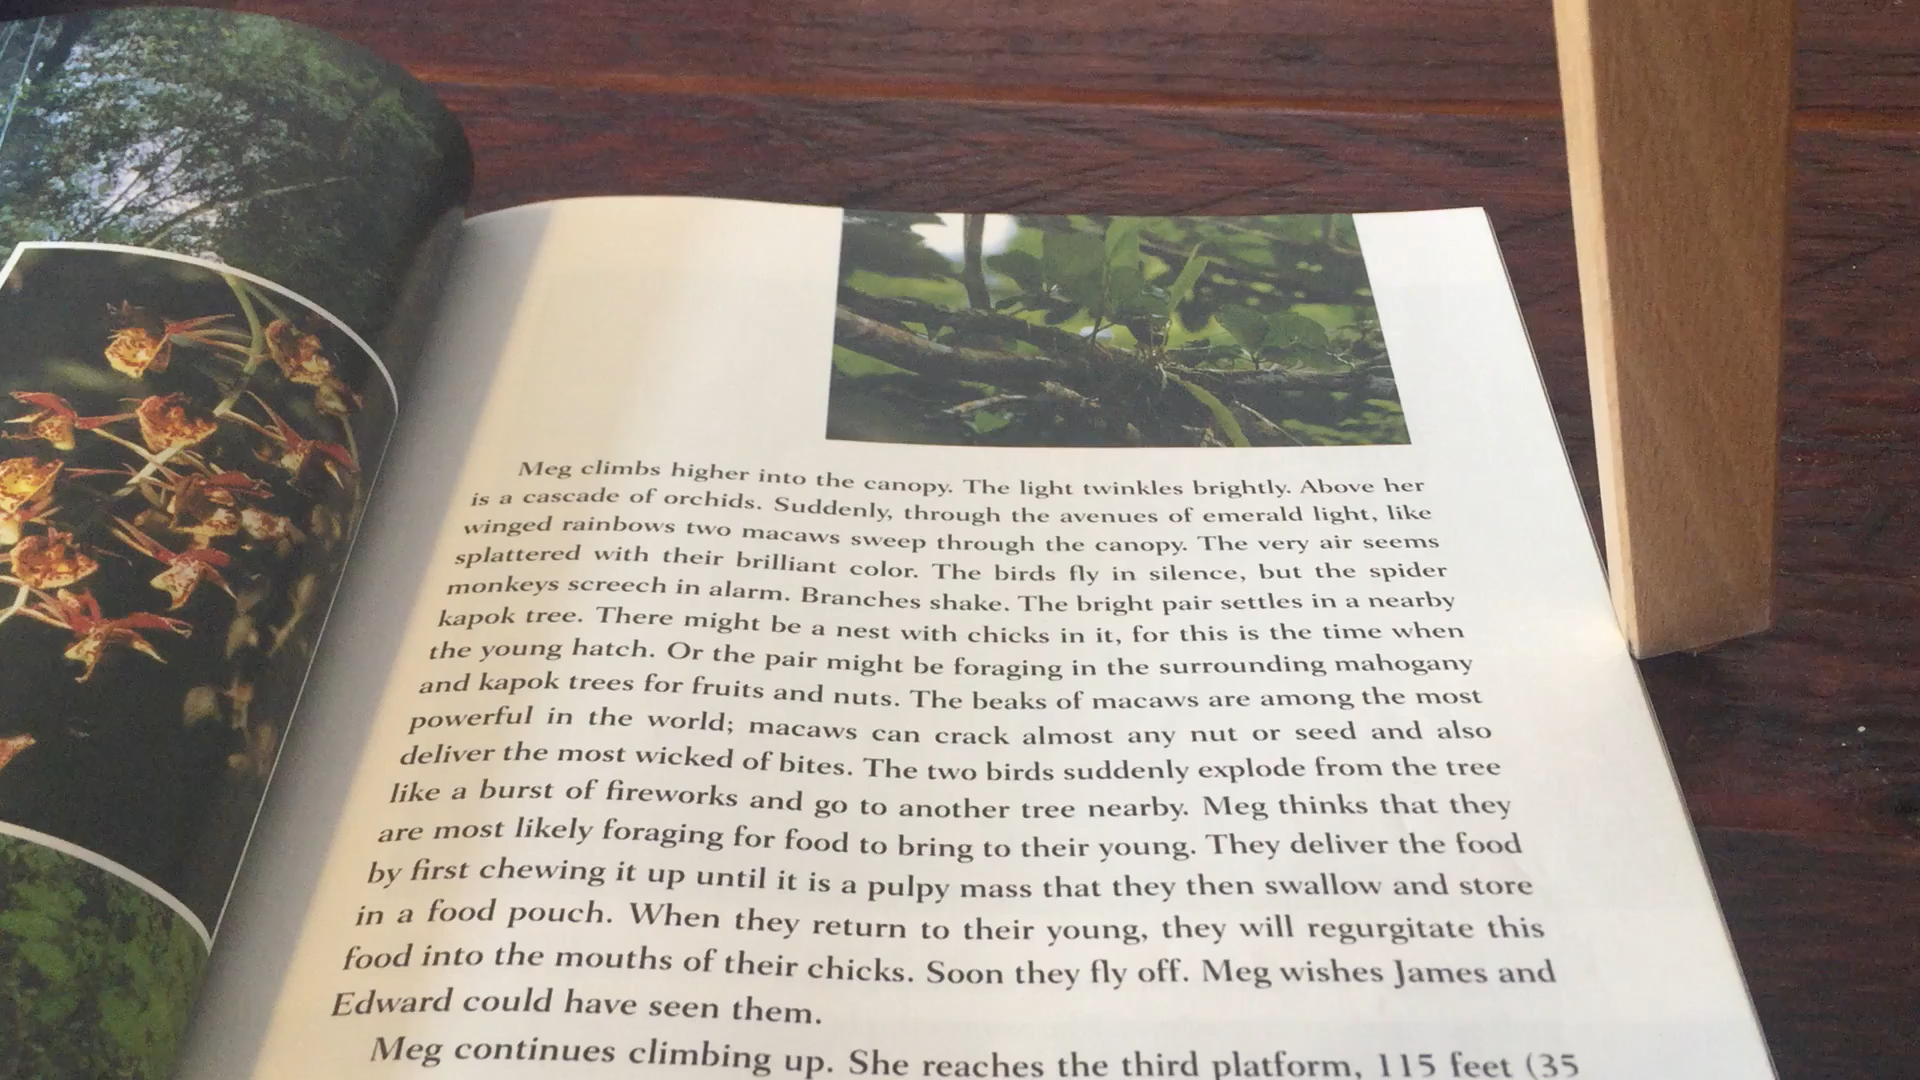 Meg climbs higher into the canopy. The light twinkles brightly. Above her
is a cascade of orchids. Suddenly, through the avenues of emerald light, like
winged rainbows two macaws sweep through the canopy. The very air seems
splattered with their brilliant color. The birds fly in silence, but the spider
monkeys screech in alarm. Branches shake. The bright pair settles in a nearby
kapok tree. There might be a nest with chicks in it, for this is the time when
the young hatch. Or the pair might be foraging in the surrounding mahogany
and kapok trees for fruits and nuts. The beaks of macaws are among the most
powerful in the world; macaws can crack almost any nut or seed and also
deliver the most wicked of bites. The two birds suddenly explode from the tree
like a burst of fireworks and go to another tree nearby. Meg thinks that they
are most likely foraging for food to bring to their young. They deliver the food
by first chewing it up until it is a pulpy mass that they then swallow and store
in a food pouch. When they return to their young, they will regurgitate this
food into the mouths of their chicks. Soon they fly off. Meg wishes James and
Edward could have seen them.
Meg continues climbing up. She reaches the third platform, 115 feet (35